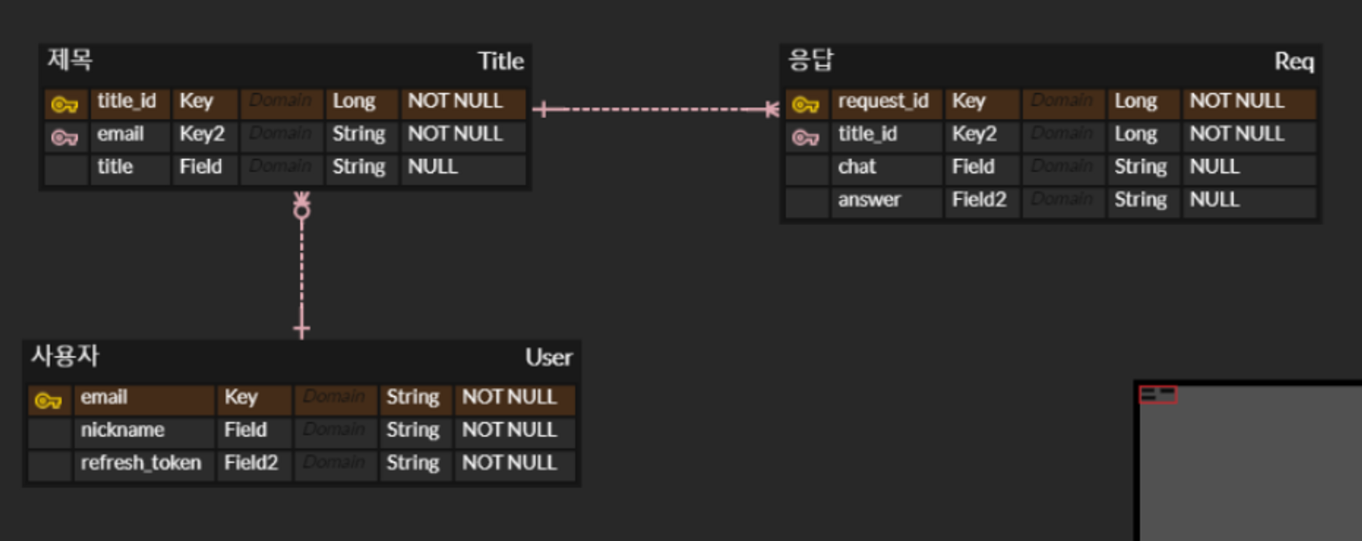 제목 Title
title_id Key Domain Long NOT NULL
email Key2 Domain String NOT NULL
title Field Domain String NULL
응답 Req
request_id Key Domain Long NOT NULL
title_id Key2 Domain Long NOT NULL
chat Field Domain String NULL
answer Field2 Domain String NULL
사용자 User
email Key Domain String NOT NULL
nickname Field Domain String NOT NULL
refresh_token Field2 Domain String NOT NULL